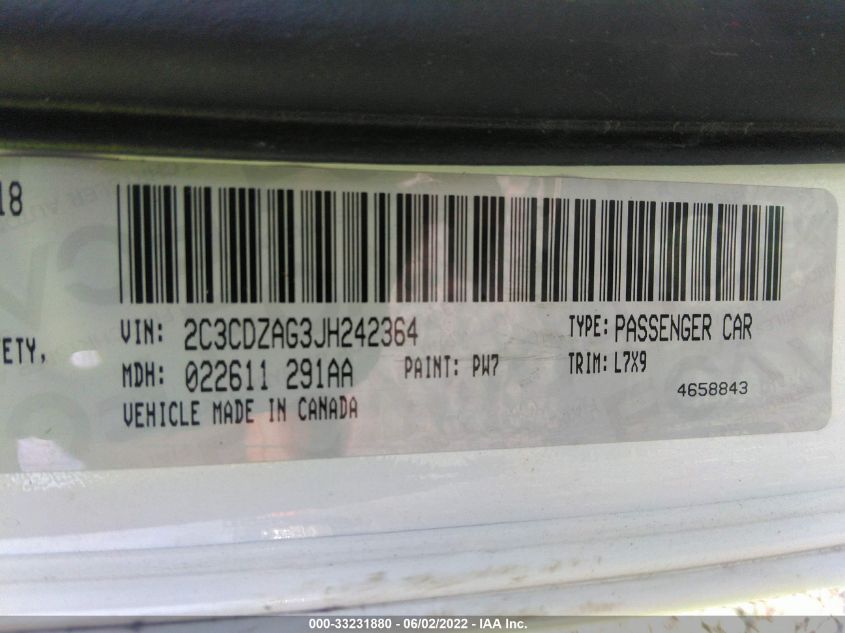 18
ETY,
VIN: 2C3CDZAG3JH242364 TYPE: PASSENGER CAR
MDH: 022611 291AA PAINT: PW7 TRIM: L7X9
4658843
VEHICLE MADE IN CANADA
000-33231880 - 06/02/2022 - IAA Inc.